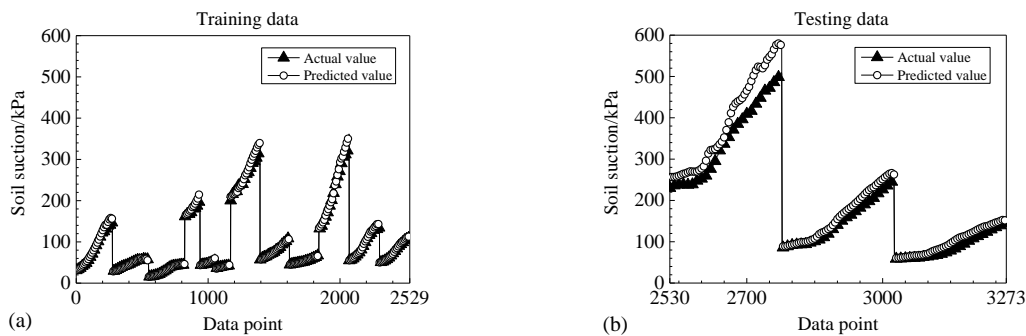 Training data
600
500
400
300
200
100
0
Soil suction/kPa
Actual value
Predicted value
0
1000
2000
2529
Data point
(a)
Testing data
600
500
400
300
200
100
0
Soil suction/kPa
Actual value
Predicted value
2530
2700
3000
3273
Data point
(b)